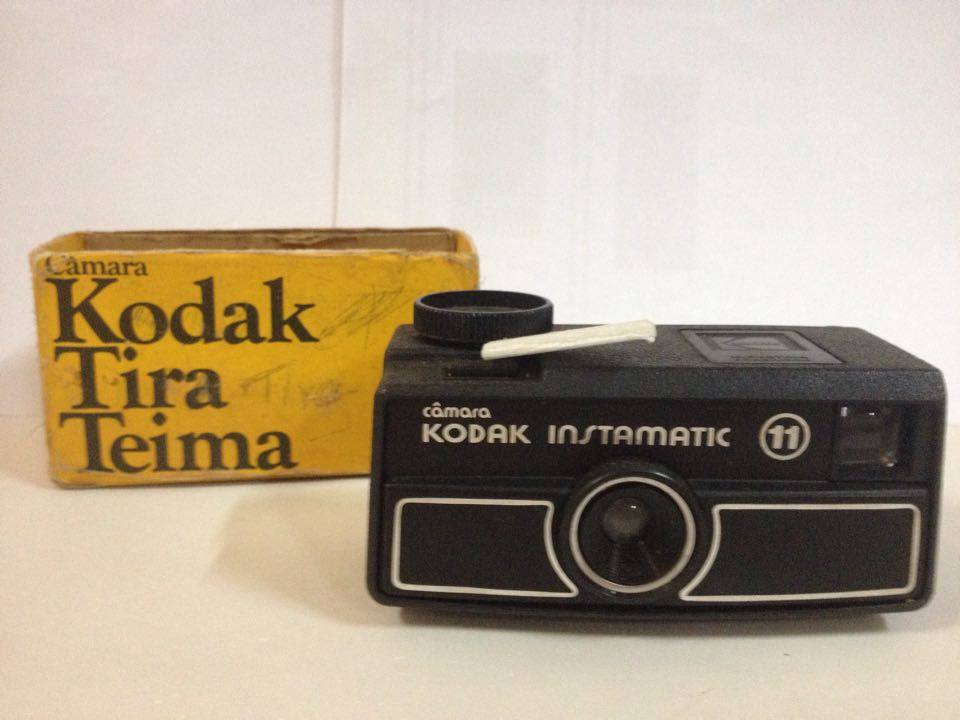 Câmara
Kodak
Tira
Teima
câmara
KODAK INSTAMATIC 11